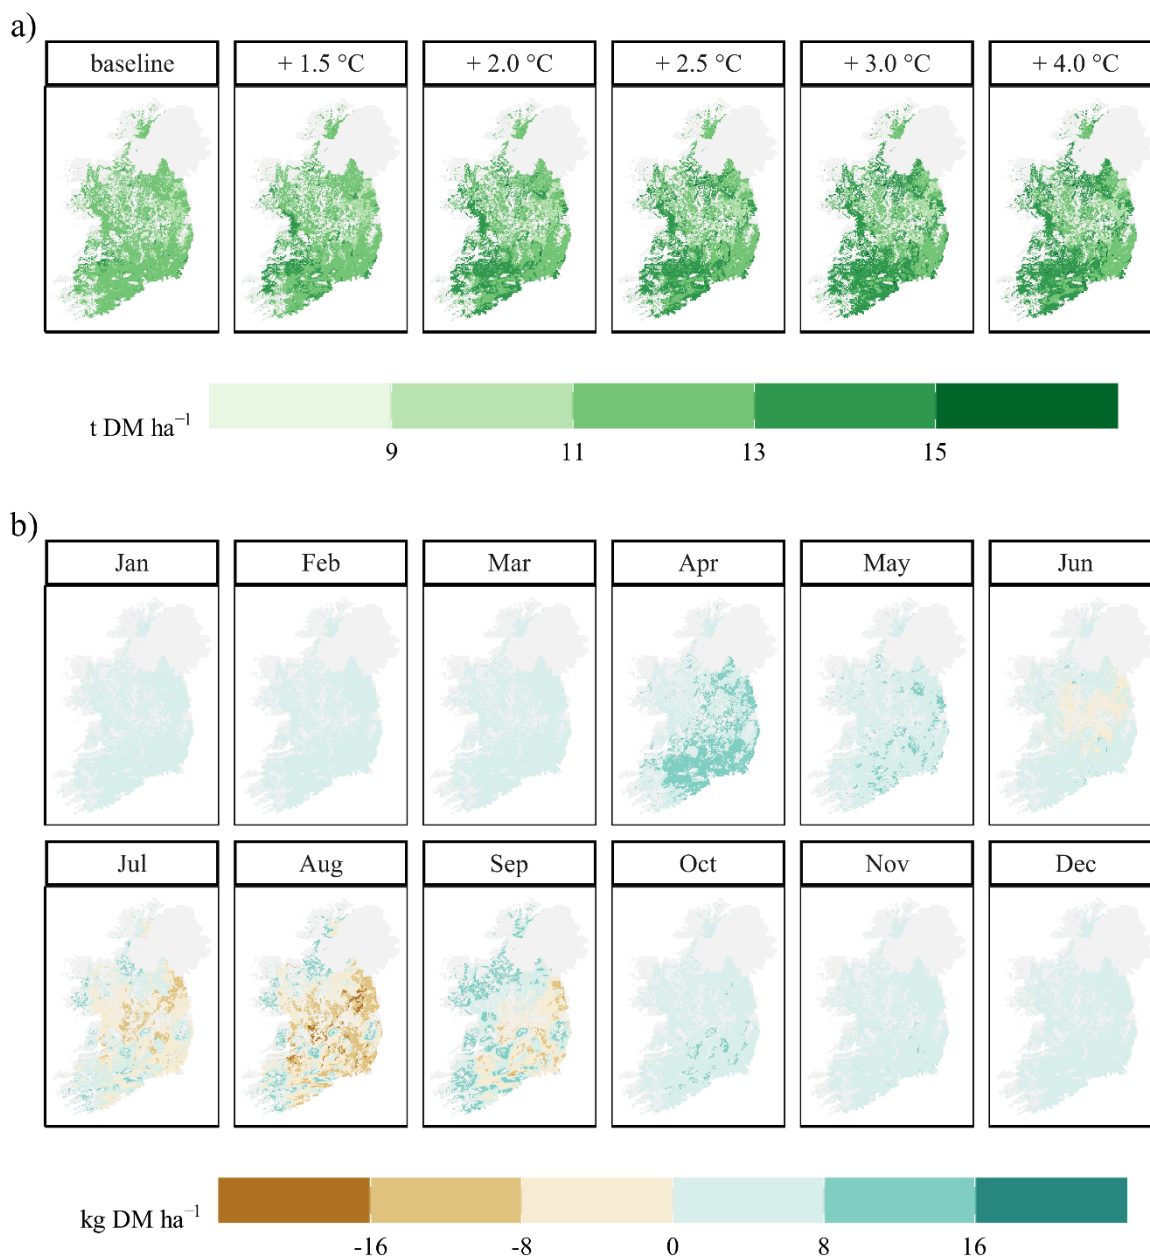 a)
baseline + 1.5 °C + 2.0 °C + 2.5 °C + 3.0 °C + 4.0 °C
t DM ha⁻¹
9 11 13 15
b)
Jan Feb Mar Apr May Jun
Jul Aug Sep Oct Nov Dec
kg DM ha⁻¹
-16 -8 0 8 16